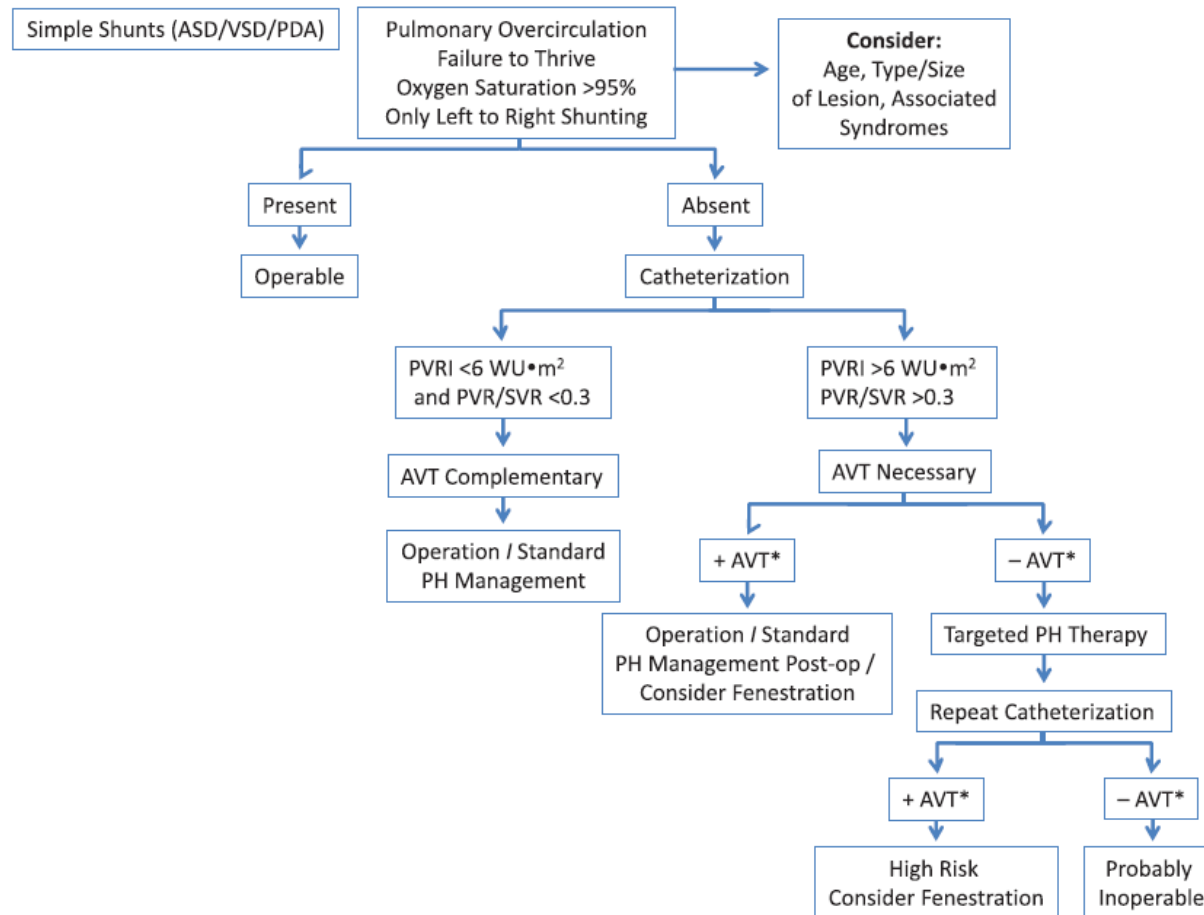 Simple Shunts (ASD/VSD/PDA)
Pulmonary Overcirculation
Failure to Thrive
Oxygen Saturation >95%
Only Left to Right Shunting
Consider:
Age, Type/Size
of Lesion, Associated
Syndromes
Present
Absent
Operable
Catheterization
PVRI <6 WU•m²
and PVR/SVR <0.3
PVRI >6 WU•m²
PVR/SVR >0.3
AVT Complementary
AVT Necessary
Operation / Standard
PH Management
+ AVT*
– AVT*
Operation / Standard
PH Management Post-op /
Consider Fenestration
Targeted PH Therapy
Repeat Catheterization
+ AVT*
– AVT*
High Risk
Consider Fenestration
Probably
Inoperable